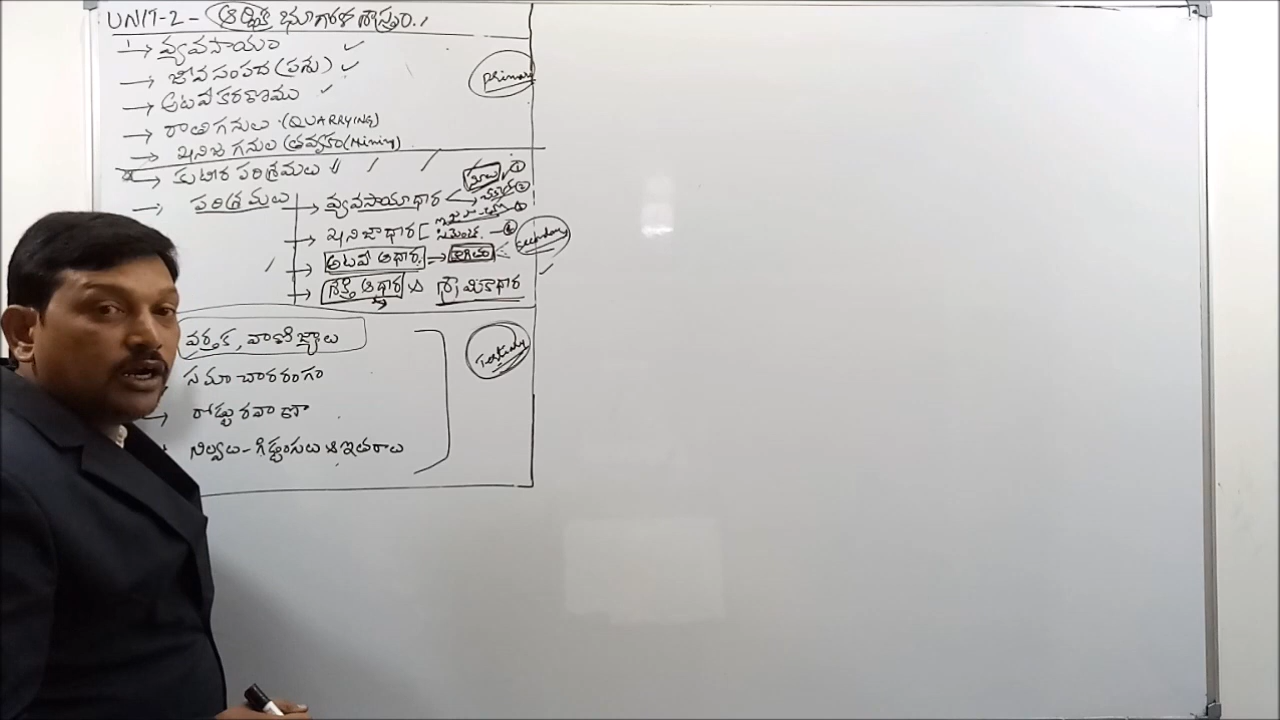 UNIT-2 - ఆర్థిక భూగోళ శాస్త్రం.
→ వ్యవసాయం
→ జీవ సంపద (పశు)
→ అటవీకరణము
→ రాతి గనులు (QUARRYING)
→ ఖనిజ గనుల త్రవ్వకం (Mining)
Primary
→ కుటీర పరిశ్రమలు
→ పరిశ్రమలు
→ వ్యవసాయాధార
→ ఖనిజాధార సిమెంట్
→ అటవీ ఆధార → కాగితం
→ శక్తి ఆధార శ్రామికాధార
Secondary
వర్తక, వాణిజ్యాలు
సమాచారరంగం
→ రోడ్డు రవాణా
నిల్వలు - గిడ్డంగులు & ఇతరాలు
Tertiary